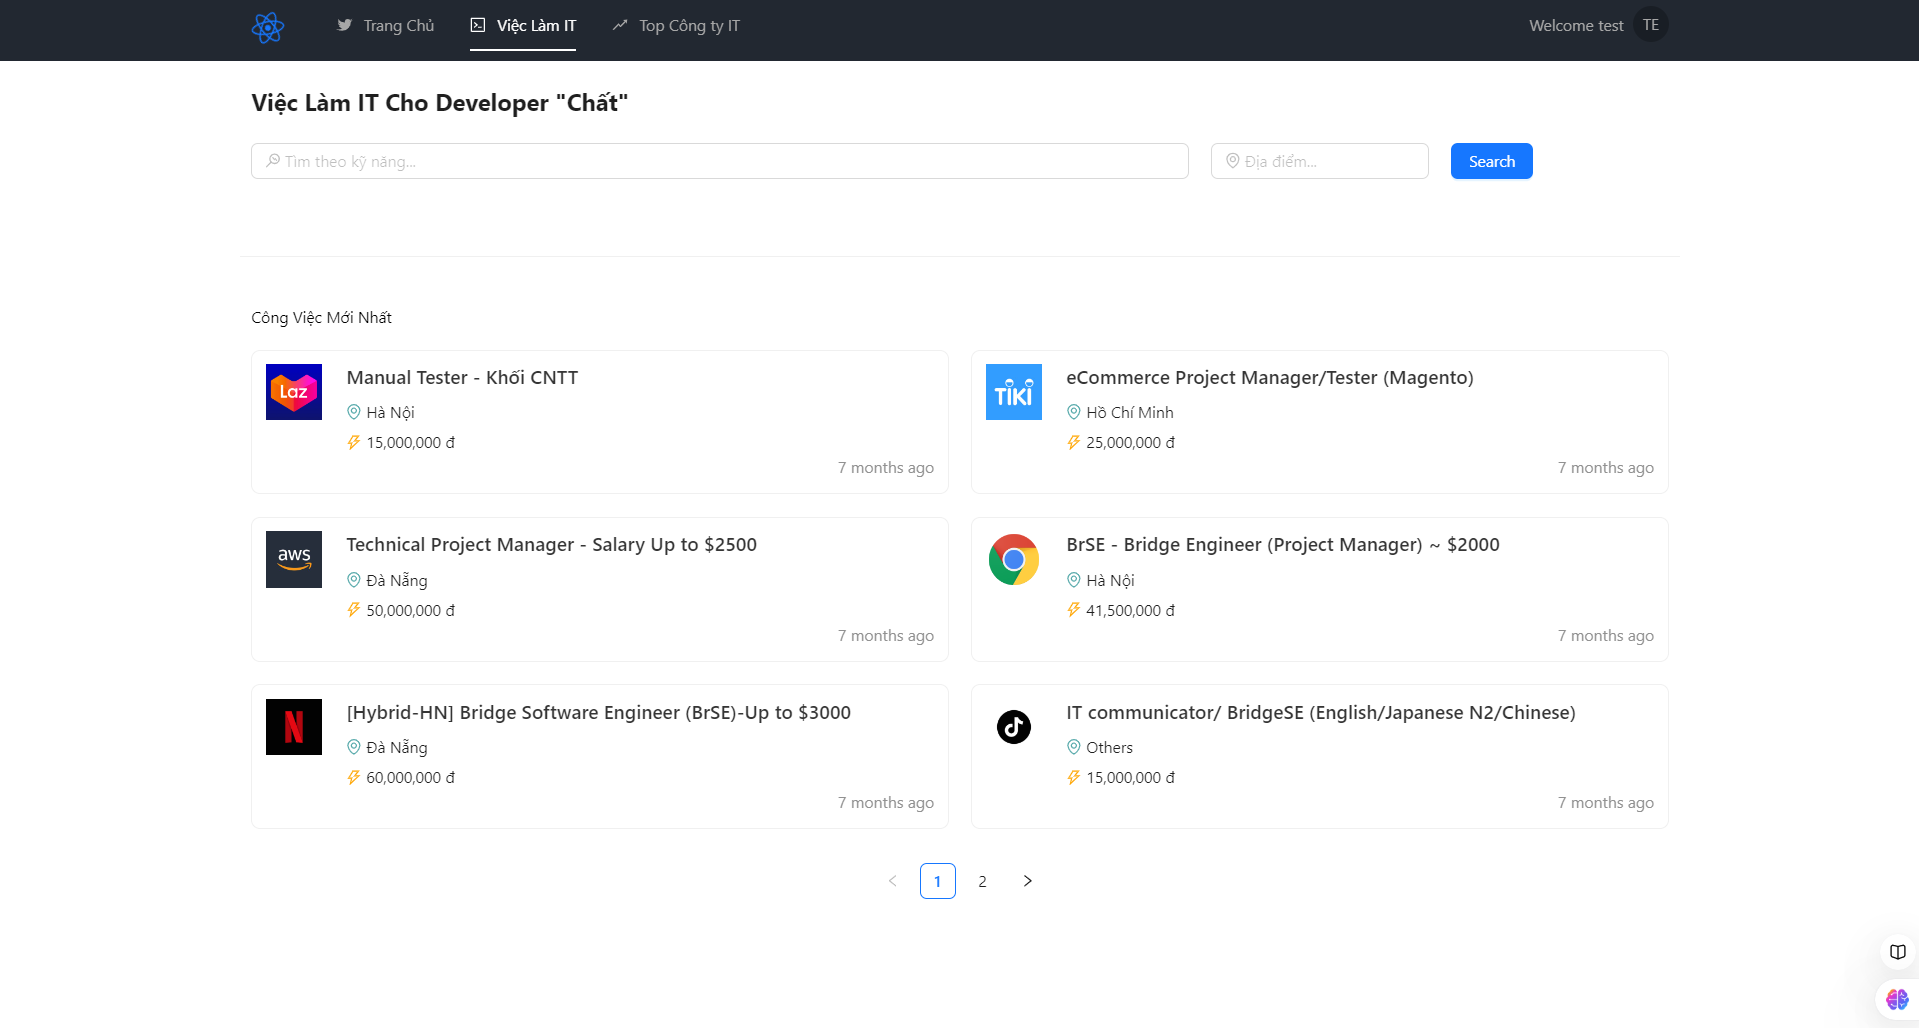 Trang Chủ
Việc Làm IT
Top Công ty IT
Welcome test
TE
Việc Làm IT Cho Developer "Chất"
Tìm theo kỹ năng...
Địa điểm...
Search
Công Việc Mới Nhất
Laz
Manual Tester - Khối CNTT
Hà Nội
15,000,000 đ
7 months ago
TIKI
eCommerce Project Manager/Tester (Magento)
Hồ Chí Minh
25,000,000 đ
7 months ago
aws
Technical Project Manager - Salary Up to $2500
Đà Nẵng
50,000,000 đ
7 months ago
BrSE - Bridge Engineer (Project Manager) ~ $2000
Hà Nội
41,500,000 đ
7 months ago
N
[Hybrid-HN] Bridge Software Engineer (BrSE)-Up to $3000
Đà Nẵng
60,000,000 đ
7 months ago
IT communicator/ BridgeSE (English/Japanese N2/Chinese)
Others
15,000,000 đ
7 months ago
1
2